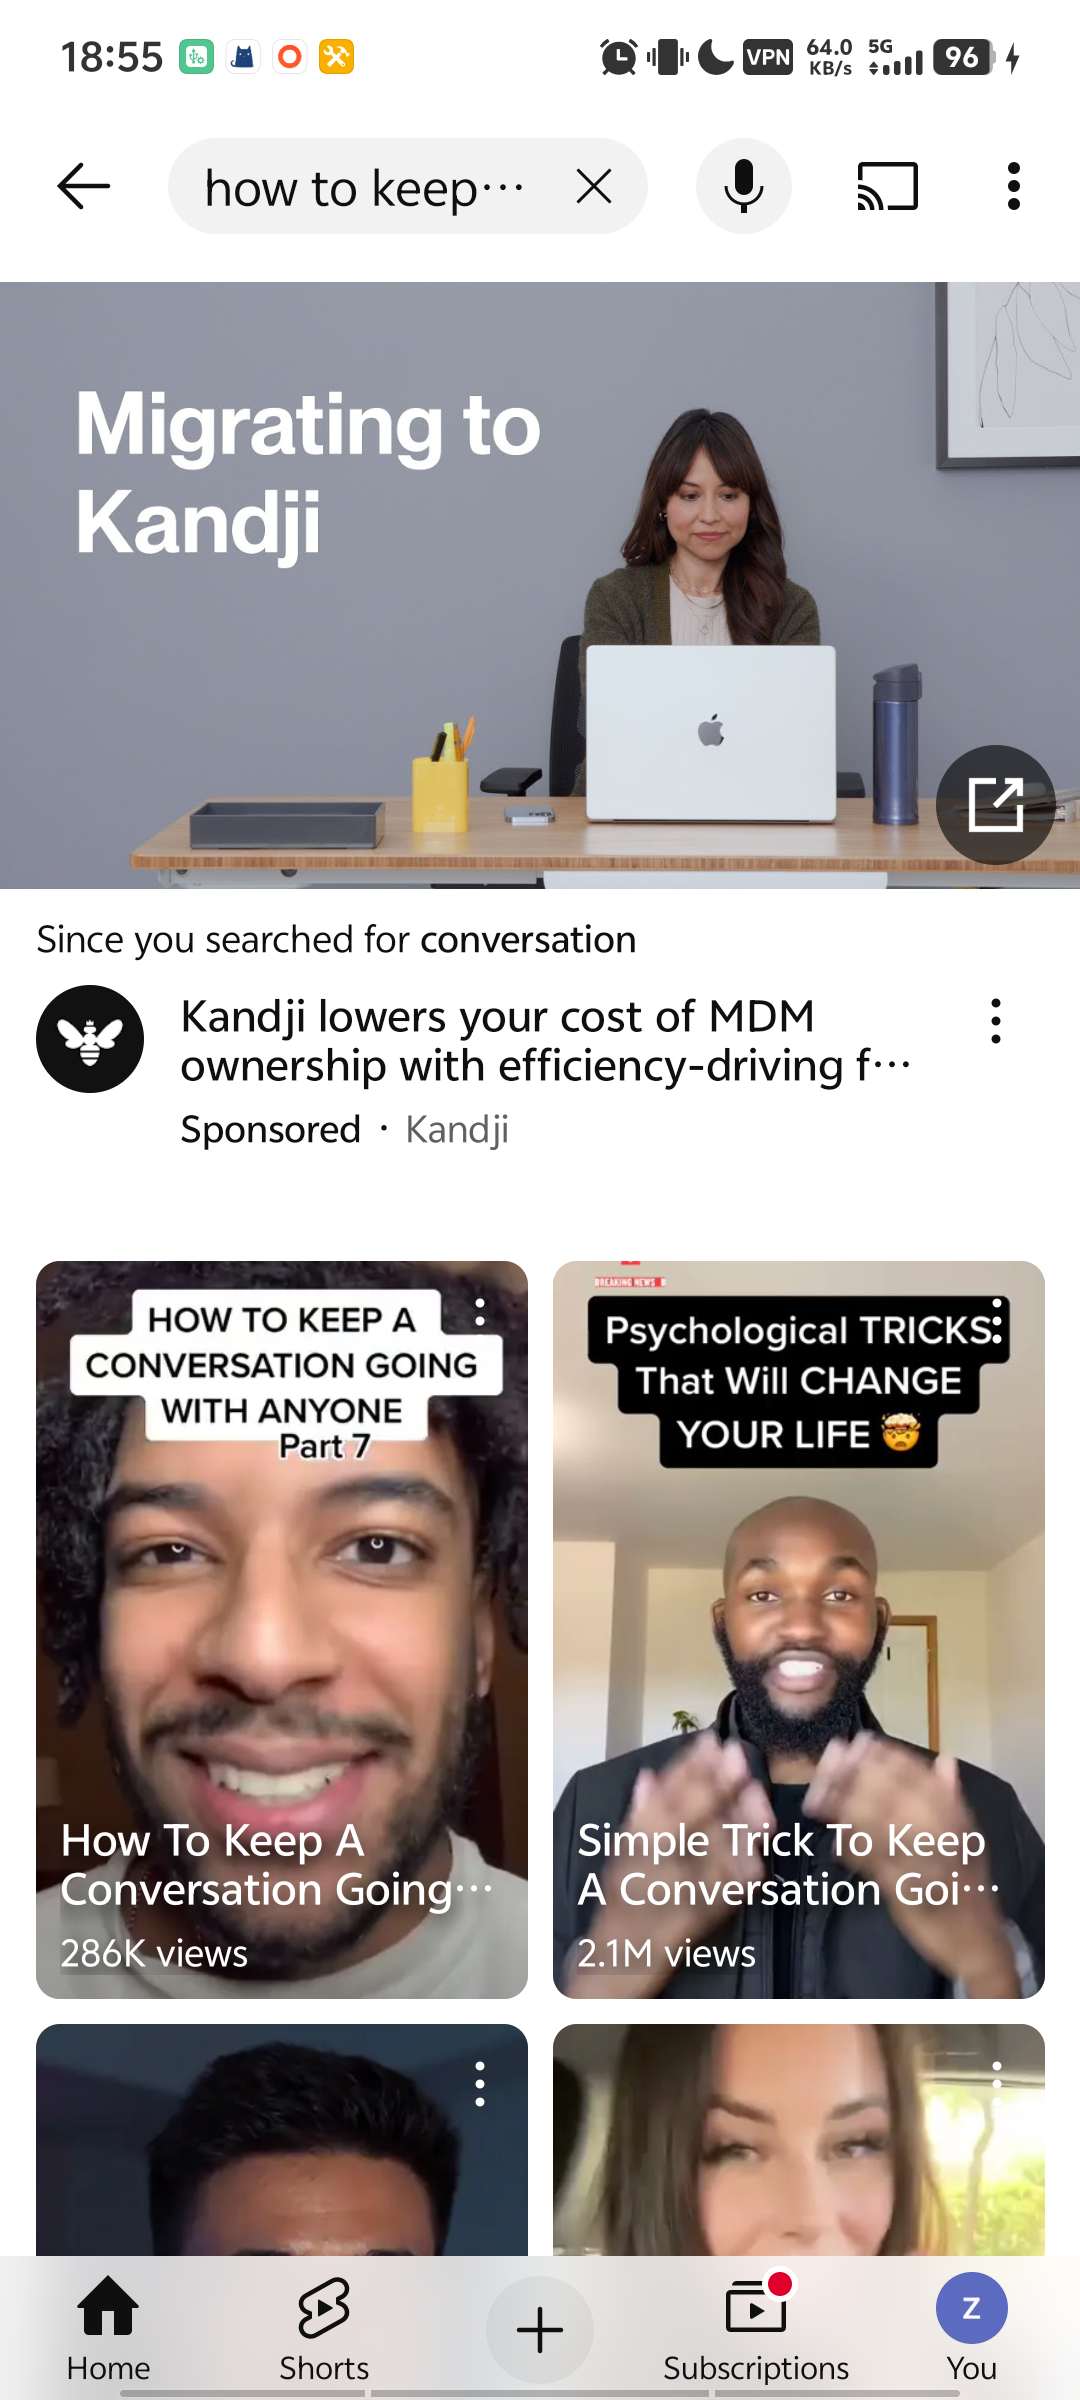 18:55
VPN
64.0
KB/s
5G
96
how to keep...
Migrating to
Kandji
Since you searched for conversation
Kandji lowers your cost of MDM
ownership with efficiency-driving f...
Sponsored · Kandji
HOW TO KEEP A
CONVERSATION GOING
WITH ANYONE
Part 7
How To Keep A
Conversation Going...
286K views
BREAKING NEWS
Psychological TRICKS
That Will CHANGE
YOUR LIFE 🤯
Simple Trick To Keep
A Conversation Goi...
2.1M views
Home
Shorts
Subscriptions
Z
You